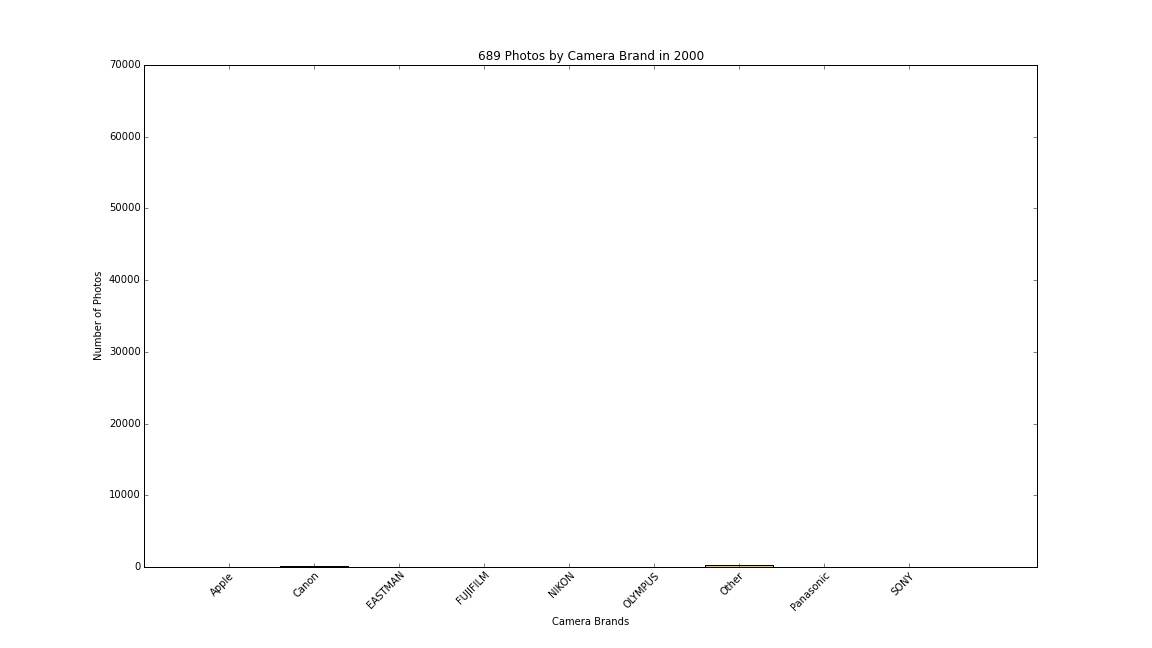 689 Photos by Camera Brand in 2000
70000
60000
50000
40000
30000
20000
10000
0
Number of Photos
Apple
Canon
EASTMAN
FUJIFILM
NIKON
OLYMPUS
Other
Panasonic
SONY
Camera Brands